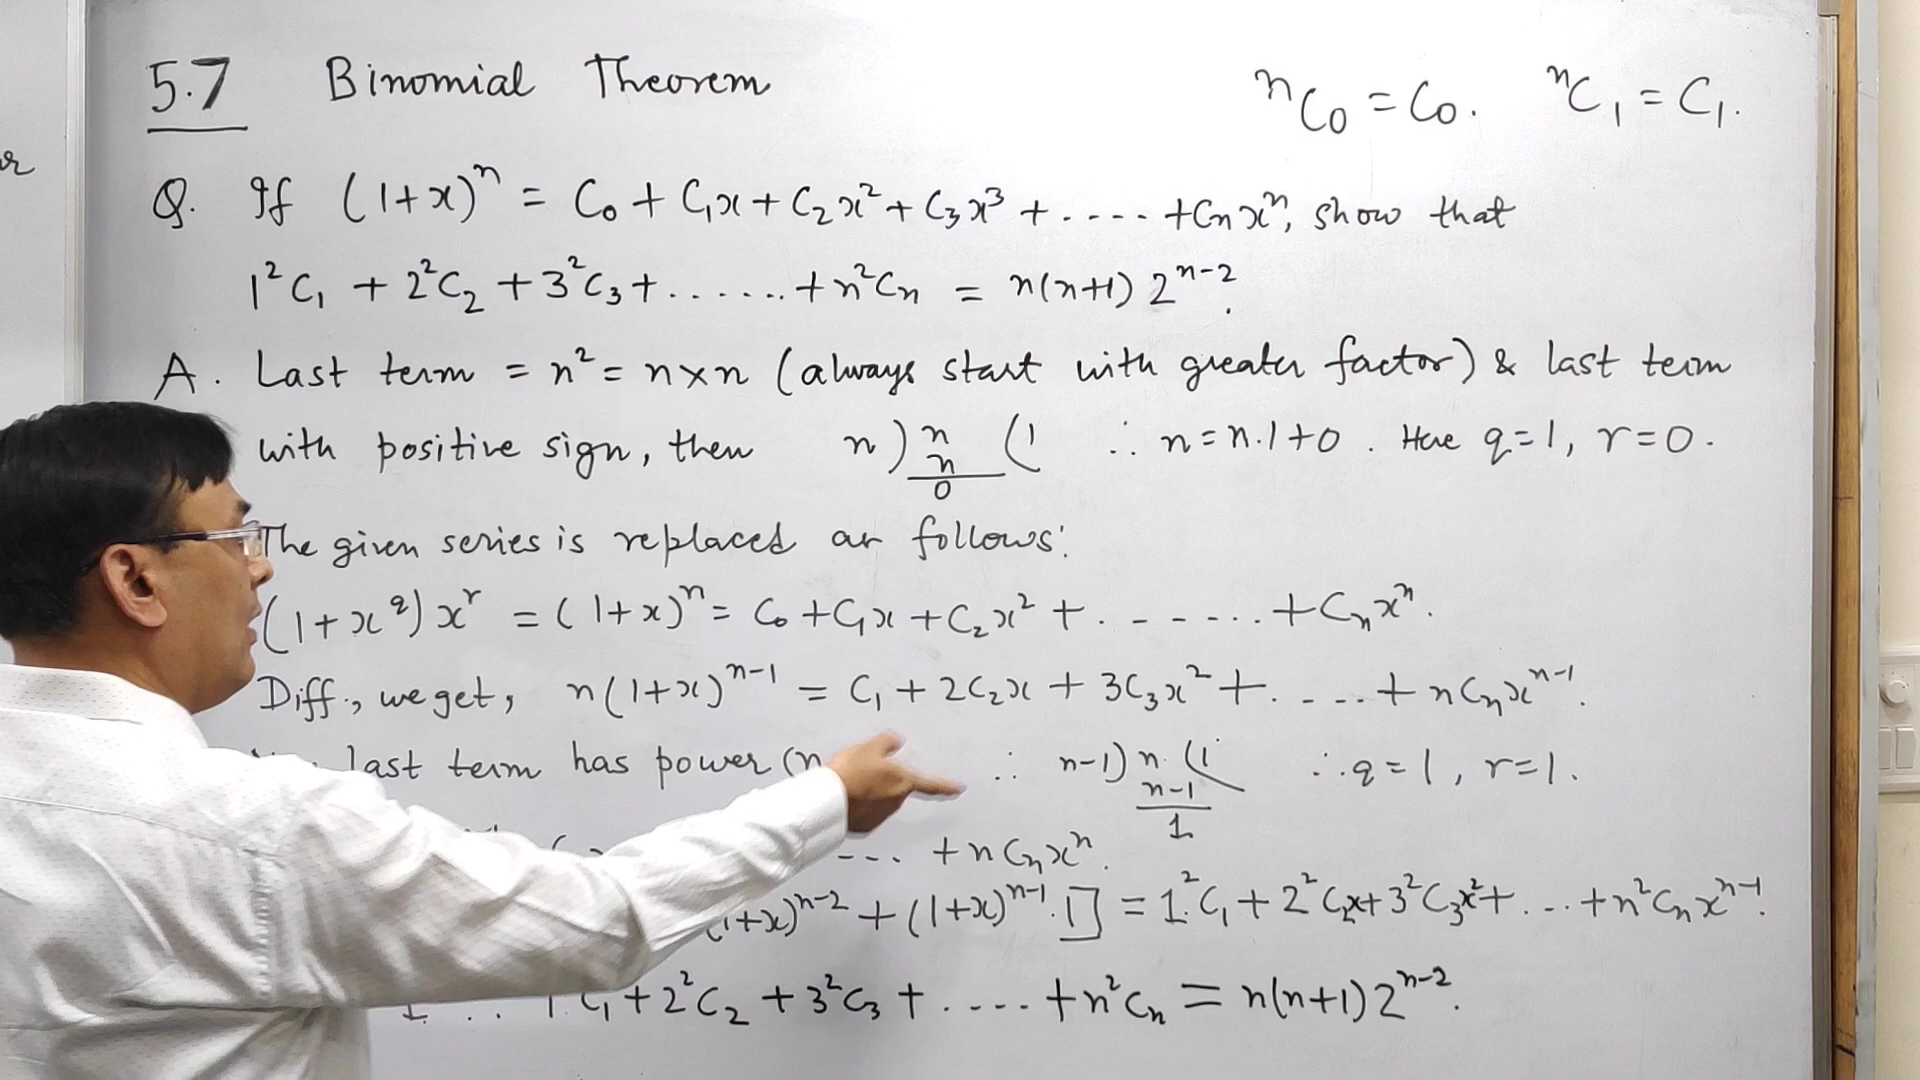 5.7 Binomial Theorem ⁿC₀ = C₀. ⁿC₁ = C₁.
Q. If (1+x)ⁿ = C₀ + C₁x + C₂x² + C₃x³ + ..... + Cₙxⁿ, show that
1²C₁ + 2²C₂ + 3²C₃ + ...... + n²Cₙ = n(n+1) 2ⁿ⁻².
A. Last term = n² = n×n (always start with greater factor) & last term
with positive sign, then n ) n ( 1 ∴ n = n.1+0 . Here q=1, r=0.
n
0
The given series is replaced as follows:
(1+x^q) x^r = (1+x)ⁿ = C₀ + C₁x + C₂x² + ....... + Cₙxⁿ.
Diff., we get, n(1+x)ⁿ⁻¹ = C₁ + 2C₂x + 3C₃x² + ..... + nCₙxⁿ⁻¹.
last term has power (n ∴ n-1) n (1 ∴ q=1, r=1.
n-1
1
... + nCₙxⁿ.
(1+x)ⁿ⁻² + (1+x)ⁿ⁻¹.1] = 1².C₁ + 2²C₂x + 3²C₃x² + .... + n²Cₙxⁿ⁻¹.
C₁ + 2²C₂ + 3²C₃ + ..... + n²Cₙ = n(n+1) 2ⁿ⁻².